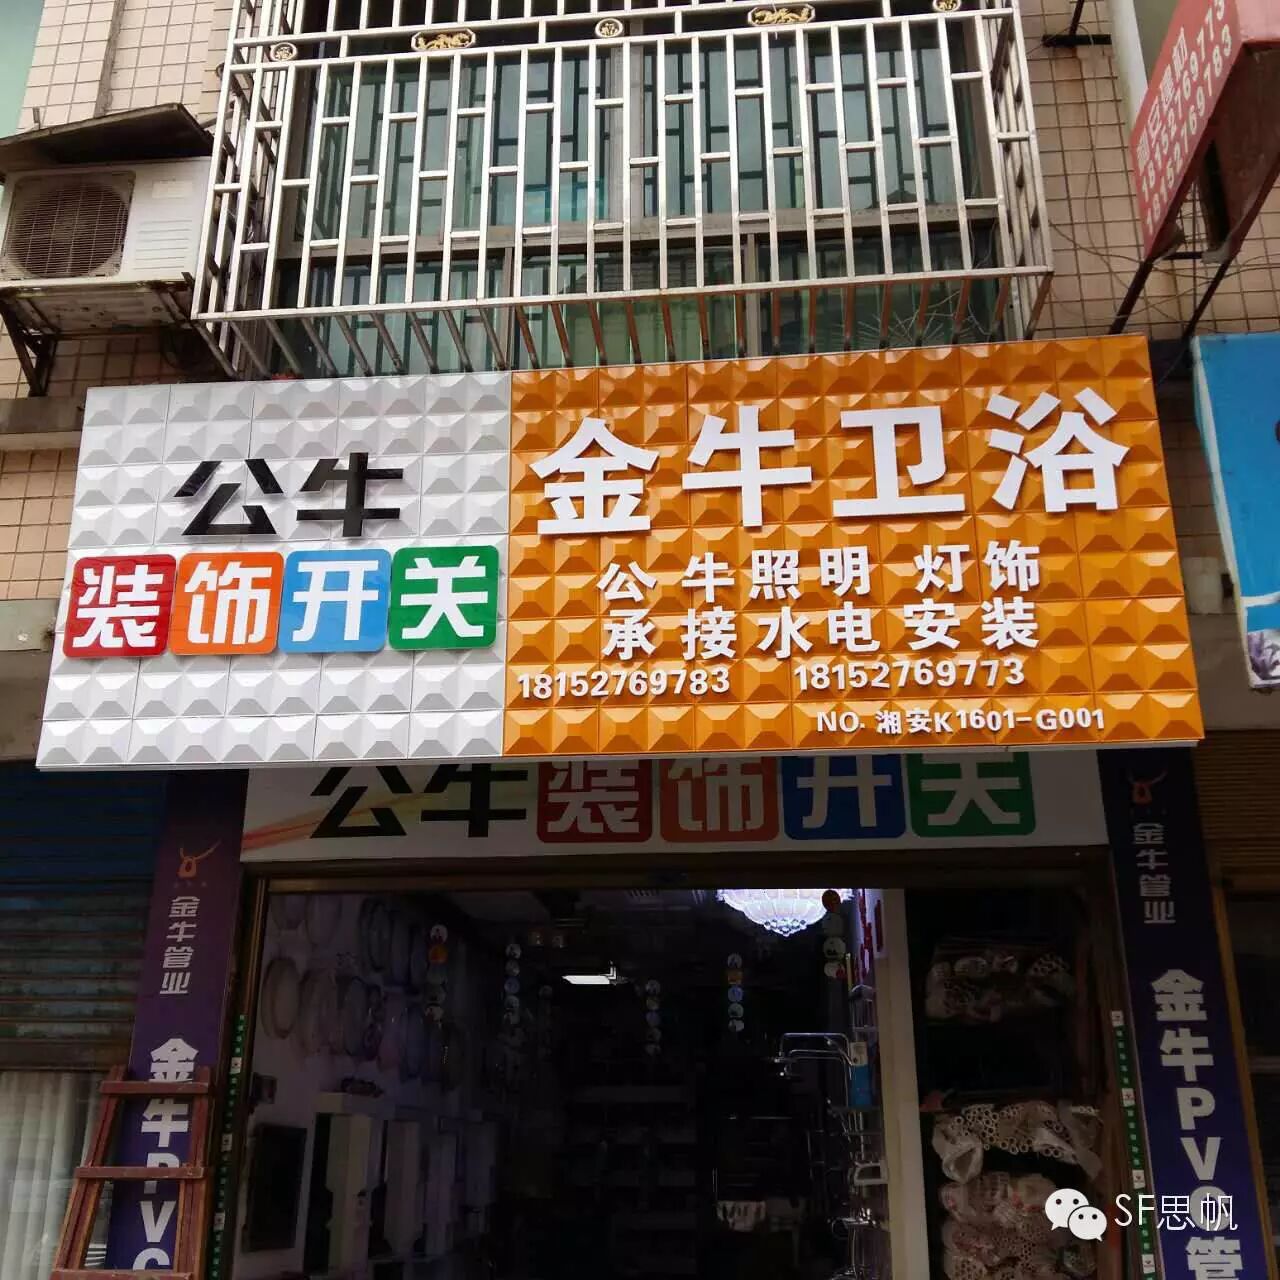 18152769773
18152769783
公牛
装饰开关
金牛卫浴
公牛照明 灯饰
承接水电安装
18152769783 18152769773
NO. 湘安K1601-G001
公牛装饰开关
金牛管业
金牛PVC
金牛管业
金牛PVC管
SF思帆